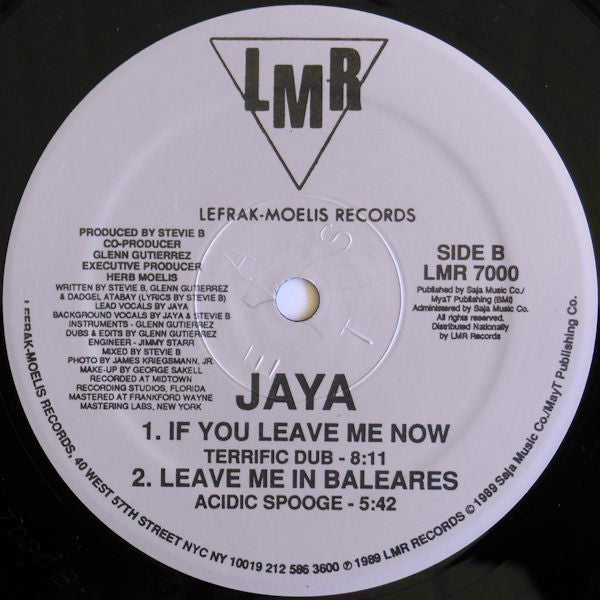 LMR
LEFRAK-MOELIS RECORDS
PRODUCED BY STEVIE B
CO-PRODUCER
GLENN GUTIERREZ
EXECUTIVE PRODUCER
HERB MOELIS
WRITTEN BY STEVIE B, GLENN GUTIERREZ
& DADGEL ATABAY (LYRICS BY STEVIE B)
LEAD VOCALS BY JAYA
BACKGROUND VOCALS BY JAYA & STEVIE B
INSTRUMENTS - GLENN GUTIERREZ
DUBS & EDITS BY GLENN GUTIERREZ
ENGINEER - JIMMY STARR
MIXED BY STEVIE B
PHOTO BY JAMES KRIEGSMANN, JR.
MAKE-UP BY GEORGE SAKELL
RECORDED AT MIDTOWN
RECORDING STUDIOS, FLORIDA
MASTERED AT FRANKFORD WAYNE
MASTERING LABS, NEW YORK
SIDE B
LMR 7000
Published by Saja Music Co./
MyaT Publishing (BMI)
Administered by Saja Music Co.
All rights reserved.
Distributed Nationally
by LMR Records
JAYA
1. IF YOU LEAVE ME NOW
TERRIFIC DUB - 8:11
2. LEAVE ME IN BALEARES
ACIDIC SPOOGE - 5:42
LEFRAK-MOELIS RECORDS, 40 WEST 57TH STREET NYC NY 10019 212 586 3600 ℗ 1989 LMR RECORDS © 1989 Saja Music Co./MayT Publishing Co.